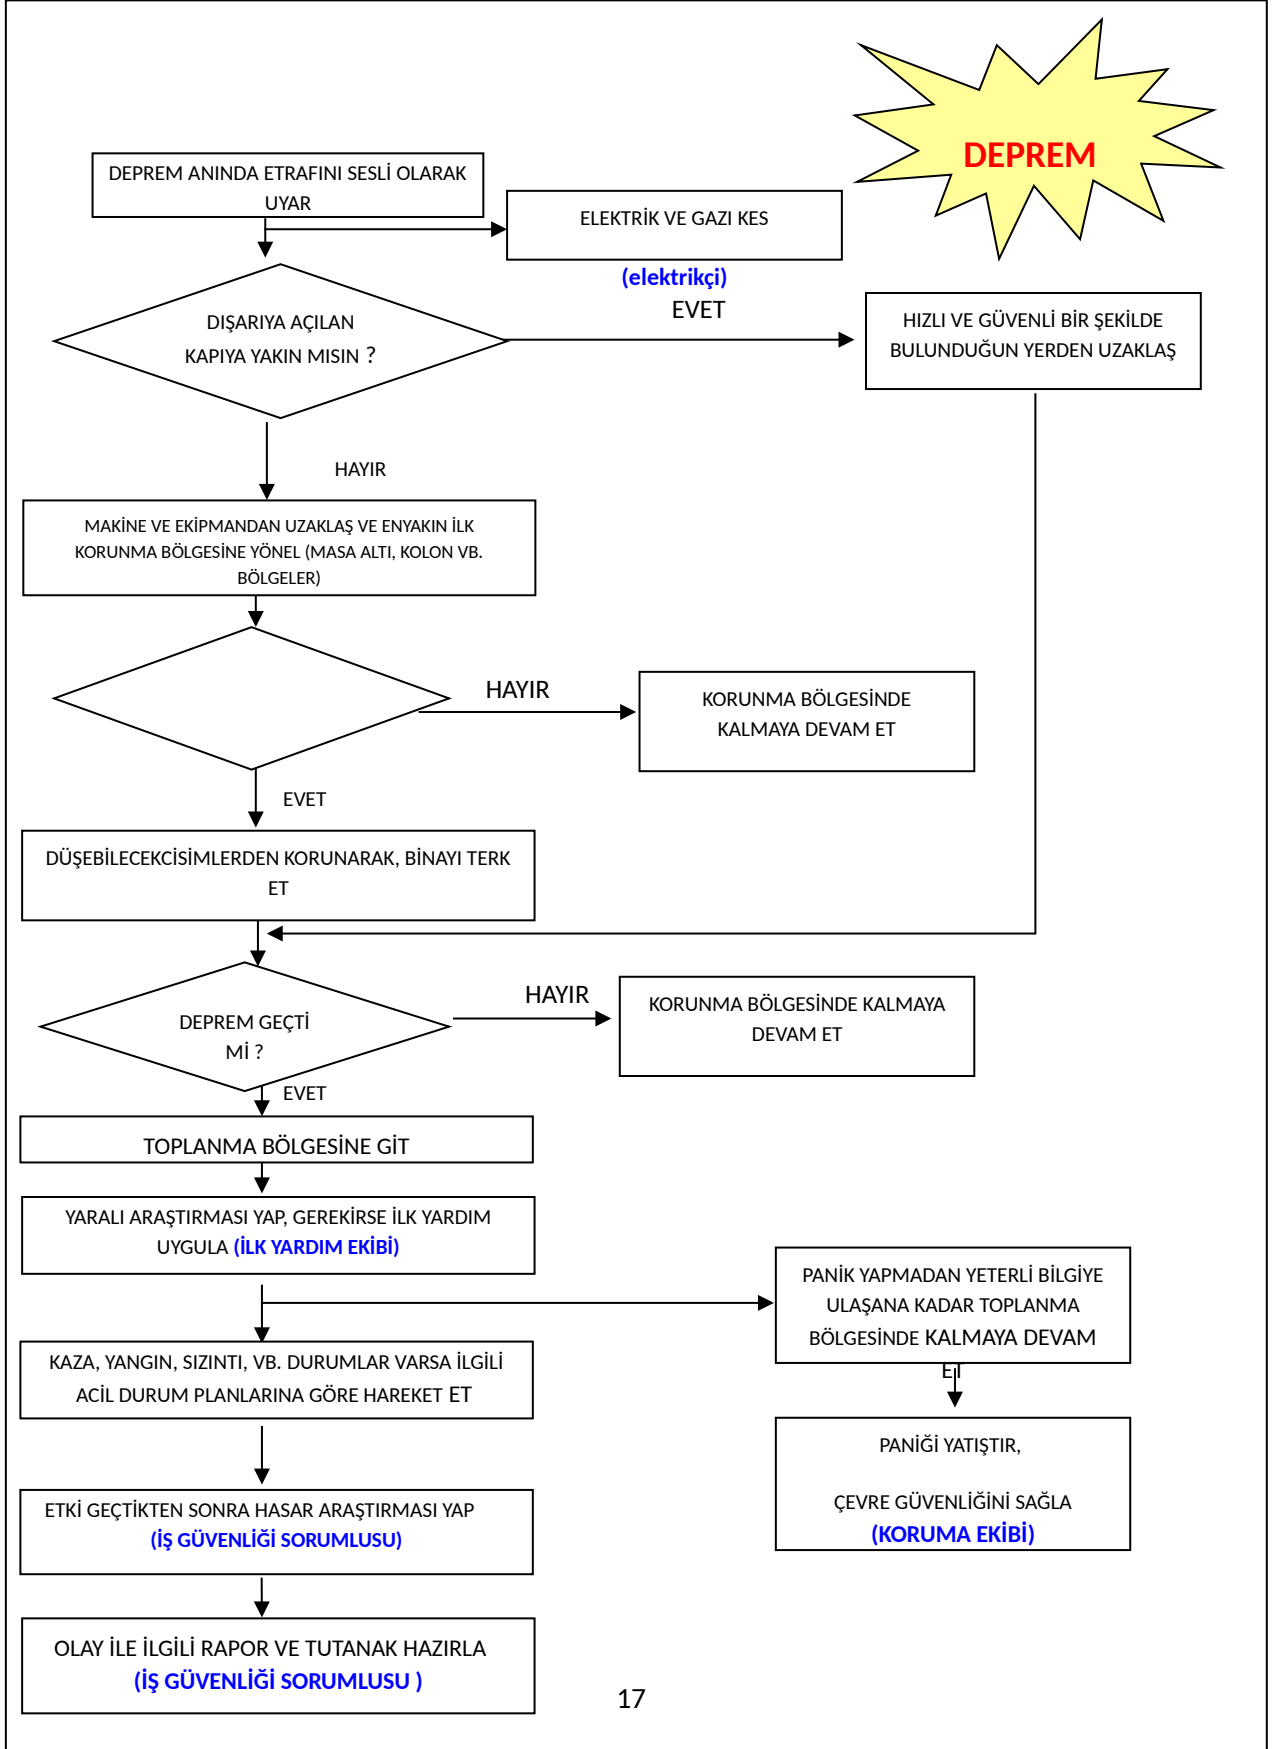 DEPREM
DEPREM ANINDA ETRAFINI SESLİ OLARAK
UYAR
ELEKTRİK VE GAZI KES
(elektrikçi)
EVET
DIŞARIYA AÇILAN
KAPIYA YAKIN MISIN ?
HIZLI VE GÜVENLİ BİR ŞEKİLDE
BULUNDUĞUN YERDEN UZAKLAŞ
HAYIR
MAKİNE VE EKİPMANDAN UZAKLAŞ VE ENYAKIN İLK
KORUNMA BÖLGESİNE YÖNEL (MASA ALTI, KOLON VB.
BÖLGELER)
HAYIR
KORUNMA BÖLGESİNDE
KALMAYA DEVAM ET
EVET
DÜŞEBİLECEKCİSİMLERDEN KORUNARAK, BİNAYI TERK
ET
DEPREM GEÇTİ
Mİ ?
HAYIR
KORUNMA BÖLGESİNDE KALMAYA
DEVAM ET
EVET
TOPLANMA BÖLGESİNE GİT
YARALI ARAŞTIRMASI YAP, GEREKİRSE İLK YARDIM
UYGULA (İLK YARDIM EKİBİ)
PANİK YAPMADAN YETERLİ BİLGİYE
ULAŞANA KADAR TOPLANMA
BÖLGESİNDE KALMAYA DEVAM
ET
KAZA, YANGIN, SIZINTI, VB. DURUMLAR VARSA İLGİLİ
ACİL DURUM PLANLARINA GÖRE HAREKET ET
PANİĞİ YATIŞTIR,
ÇEVRE GÜVENLİĞİNİ SAĞLA
(KORUMA EKİBİ)
ETKİ GEÇTİKTEN SONRA HASAR ARAŞTIRMASI YAP
(İŞ GÜVENLİĞİ SORUMLUSU)
OLAY İLE İLGİLİ RAPOR VE TUTANAK HAZIRLA
(İŞ GÜVENLİĞİ SORUMLUSU )
17